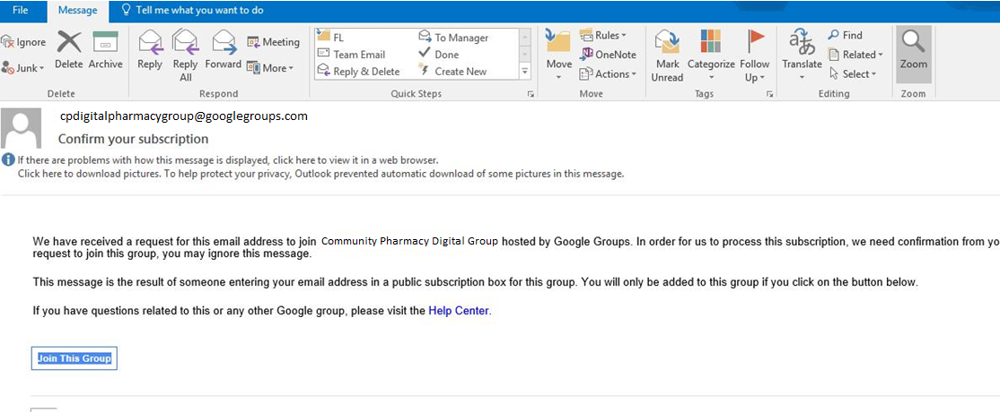 File Message Tell me what you want to do
Ignore Meeting FL To Manager Rules Find
Junk Delete Archive Reply Reply All Forward Team Email Done Move OneNote Mark Unread Categorize Follow Up Translate Related Zoom
More Reply & Delete Create New Actions Select
Delete Respond Quick Steps Move Tags Editing Zoom
cpdigitalpharmacygroup@googlegroups.com
Confirm your subscription
If there are problems with how this message is displayed, click here to view it in a web browser.
Click here to download pictures. To help protect your privacy, Outlook prevented automatic download of some pictures in this message.
We have received a request for this email address to join Community Pharmacy Digital Group hosted by Google Groups. In order for us to process this subscription, we need confirmation from yo
request to join this group, you may ignore this message.
This message is the result of someone entering your email address in a public subscription box for this group. You will only be added to this group if you click on the button below.
If you have questions related to this or any other Google group, please visit the Help Center.
Join This Group